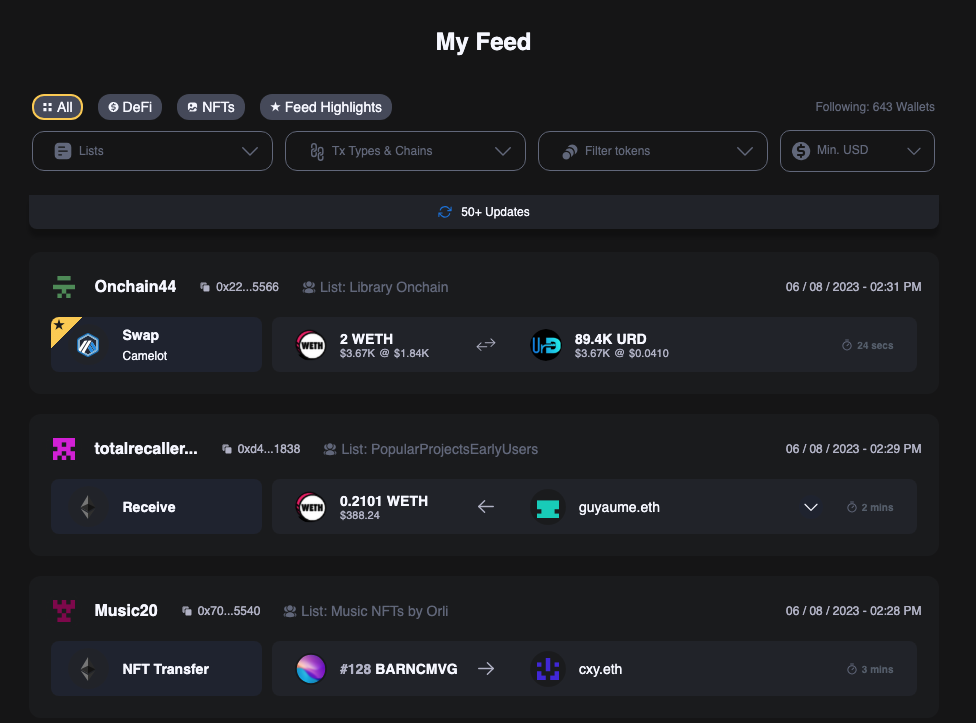 My Feed
All DeFi NFTs Feed Highlights Following: 643 Wallets
Lists Tx Types & Chains Filter tokens Min. USD
50+ Updates
Onchain44 0x22...5566 List: Library Onchain 06 / 08 / 2023 - 02:31 PM
Swap
Camelot
WETH
2 WETH
$3.67K @ $1.84K
UrD
89.4K URD
$3.67K @ $0.0410
24 secs
totalrecaller... 0xd4...1838 List: PopularProjectsEarlyUsers 06 / 08 / 2023 - 02:29 PM
Receive
WETH
0.2101 WETH
$388.24
guyaume.eth
2 mins
Music20 0x70...5540 List: Music NFTs by Orli 06 / 08 / 2023 - 02:28 PM
NFT Transfer
#128 BARNCMVG
cxy.eth
3 mins